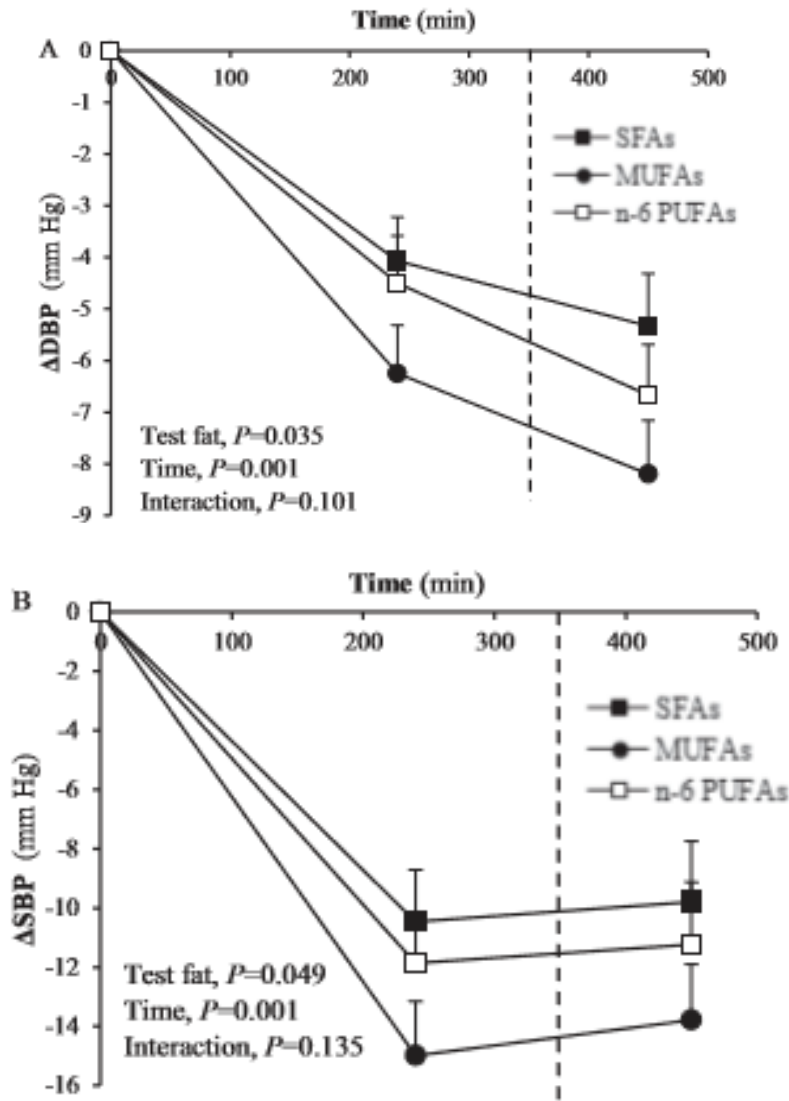 Time (min)
A
0
0 100 200 300 400 500
-1
-2
-3
-4
-5
-6
-7
-8
-9
ΔDBP (mm Hg)
SFAs
MUFAs
n-6 PUFAs
Test fat, P=0.035
Time, P=0.001
Interaction, P=0.101
B
Time (min)
0
0 100 200 300 400 500
-2
-4
-6
-8
-10
-12
-14
-16
ΔSBP (mm Hg)
SFAs
MUFAs
n-6 PUFAs
Test fat, P=0.049
Time, P=0.001
Interaction, P=0.135